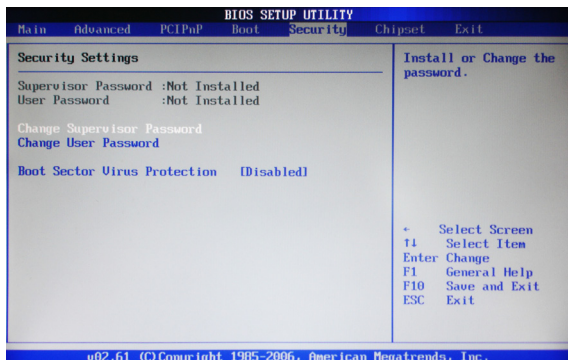 BIOS SETUP UTILITY
Main Advanced PCIPnP Boot Security Chipset Exit
Security Settings
Supervisor Password :Not Installed
User Password :Not Installed
Change Supervisor Password
Change User Password
Boot Sector Virus Protection [Disabled]
Install or Change the
password.
← Select Screen
↑↓ Select Item
Enter Change
F1 General Help
F10 Save and Exit
ESC Exit
v02.61 (C)Copyright 1985-2006, American Megatrends, Inc.